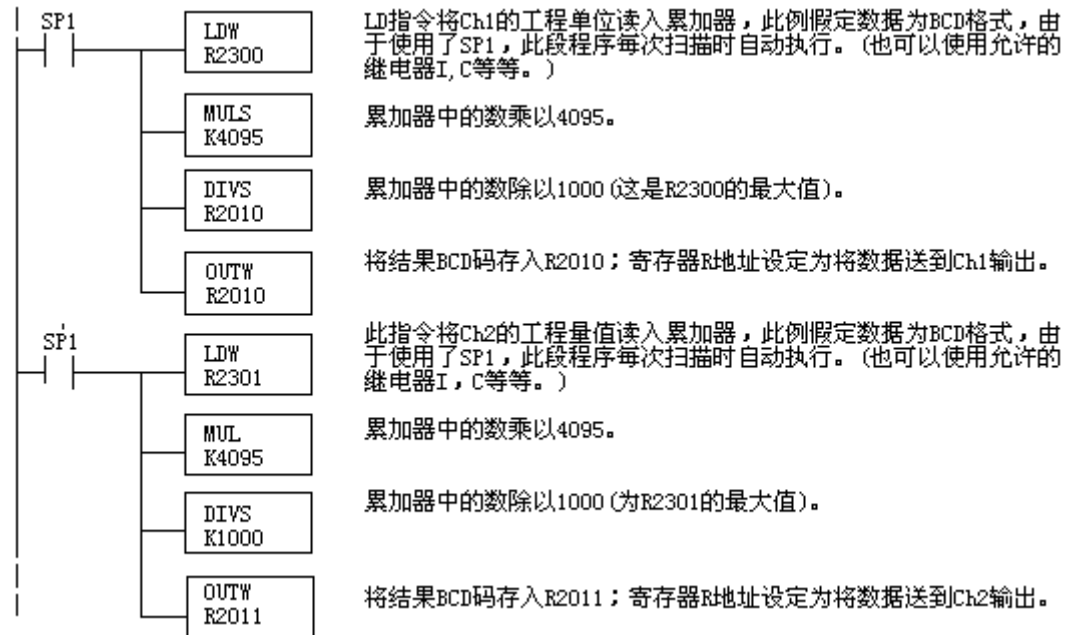 SP1
LDW
R2300
LD指令将Ch1的工程单位读入累加器，此例假定数据为BCD格式，由
于使用了SP1，此段程序每次扫描时自动执行。(也可以使用允许的
继电器I,C等等。)
MULS
K4095
累加器中的数乘以4095。
DIVS
R2010
累加器中的数除以1000(这是R2300的最大值)。
OUTW
R2010
将结果BCD码存入R2010；寄存器R地址设定为将数据送到Ch1输出。
SP1
LDW
R2301
此指令将Ch2的工程量值读入累加器，此例假定数据为BCD格式，由
于使用了SP1，此段程序每次扫描时自动执行。(也可以使用允许的
继电器I，C等等。)
MUL
K4095
累加器中的数乘以4095。
DIVS
K1000
累加器中的数除以1000(为R2301的最大值)。
OUTW
R2011
将结果BCD码存入R2011；寄存器R地址设定为将数据送到Ch2输出。